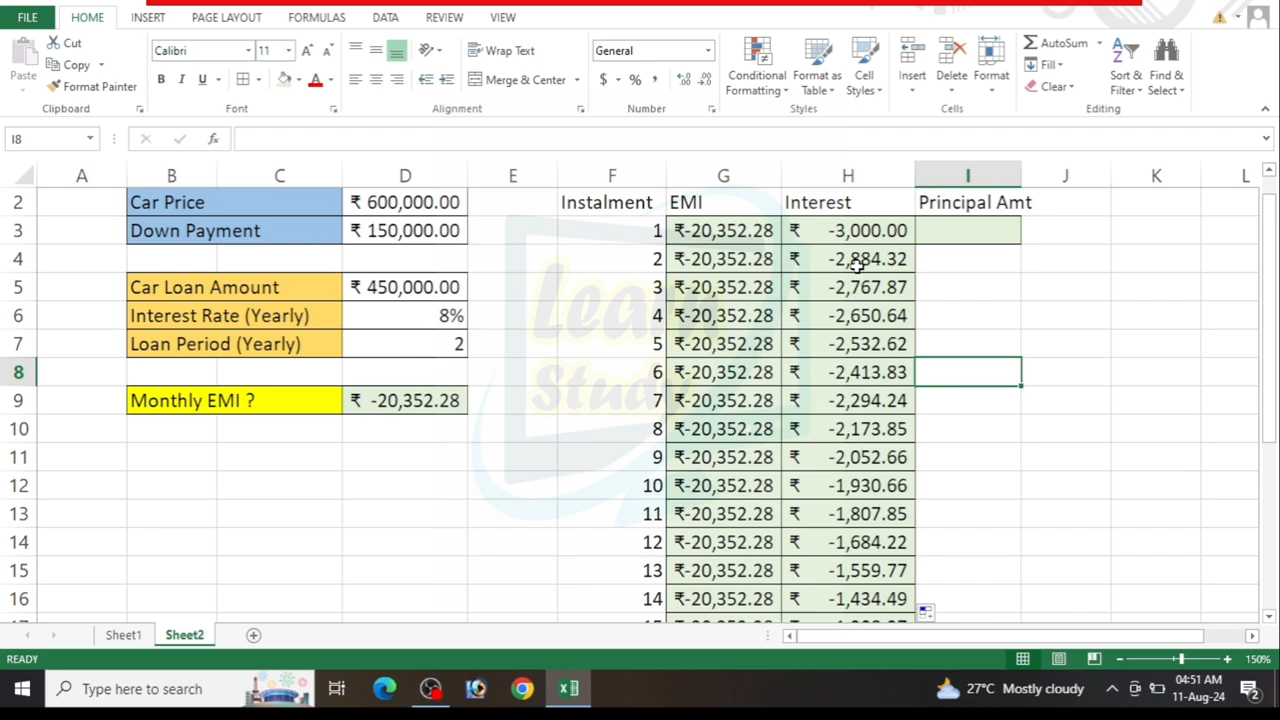 FILE HOME INSERT PAGE LAYOUT FORMULAS DATA REVIEW VIEW
Cut
Copy
Format Painter
Paste
Clipboard
Calibri 11
B I U
Font
Wrap Text
Merge & Center
Alignment
General
$ % ,
Number
Conditional Formatting
Format as Table
Cell Styles
Styles
Insert
Delete
Format
Cells
AutoSum
Fill
Clear
Sort & Filter
Find & Select
Editing
I8 fx
A B C D E F G H I J K L
2 Car Price ₹ 600,000.00 Instalment EMI Interest Principal Amt
3 Down Payment ₹ 150,000.00 1 ₹-20,352.28 ₹ -3,000.00
4 2 ₹-20,352.28 ₹ -2,884.32
5 Car Loan Amount ₹ 450,000.00 3 ₹-20,352.28 ₹ -2,767.87
6 Interest Rate (Yearly) 8% 4 ₹-20,352.28 ₹ -2,650.64
7 Loan Period (Yearly) 2 5 ₹-20,352.28 ₹ -2,532.62
8 6 ₹-20,352.28 ₹ -2,413.83
9 Monthly EMI ? ₹ -20,352.28 7 ₹-20,352.28 ₹ -2,294.24
10 8 ₹-20,352.28 ₹ -2,173.85
11 9 ₹-20,352.28 ₹ -2,052.66
12 10 ₹-20,352.28 ₹ -1,930.66
13 11 ₹-20,352.28 ₹ -1,807.85
14 12 ₹-20,352.28 ₹ -1,684.22
15 13 ₹-20,352.28 ₹ -1,559.77
16 14 ₹-20,352.28 ₹ -1,434.49
Learn
Study
Sheet1 Sheet2
READY 150%
Type here to search
27°C Mostly cloudy
04:51 AM
11-Aug-24
2